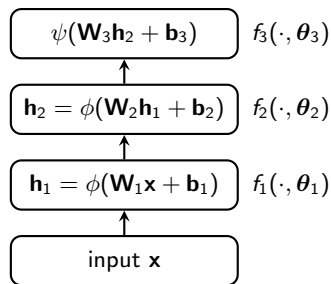 ψ(W₃h₂ + b₃) f₃(·, θ₃)
h₂ = ϕ(W₂h₁ + b₂) f₂(·, θ₂)
h₁ = ϕ(W₁x + b₁) f₁(·, θ₁)
input x